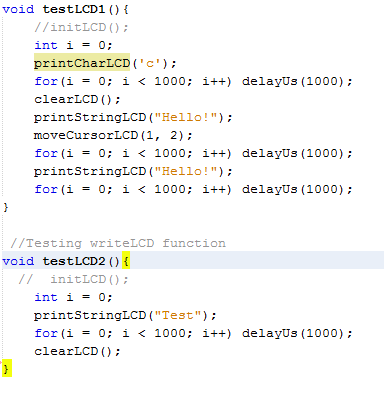 void testLCD1(){
    //initLCD();
    int i = 0;
    printCharLCD('c');
    for(i = 0; i < 1000; i++) delayUs(1000);
    clearLCD();
    printStringLCD("Hello!");
    moveCursorLCD(1, 2);
    for(i = 0; i < 1000; i++) delayUs(1000);
    printStringLCD("Hello!");
    for(i = 0; i < 1000; i++) delayUs(1000);
}
 //Testing writeLCD function
void testLCD2(){
  //  initLCD();
    int i = 0;
    printStringLCD("Test");
    for(i = 0; i < 1000; i++) delayUs(1000);
    clearLCD();
}